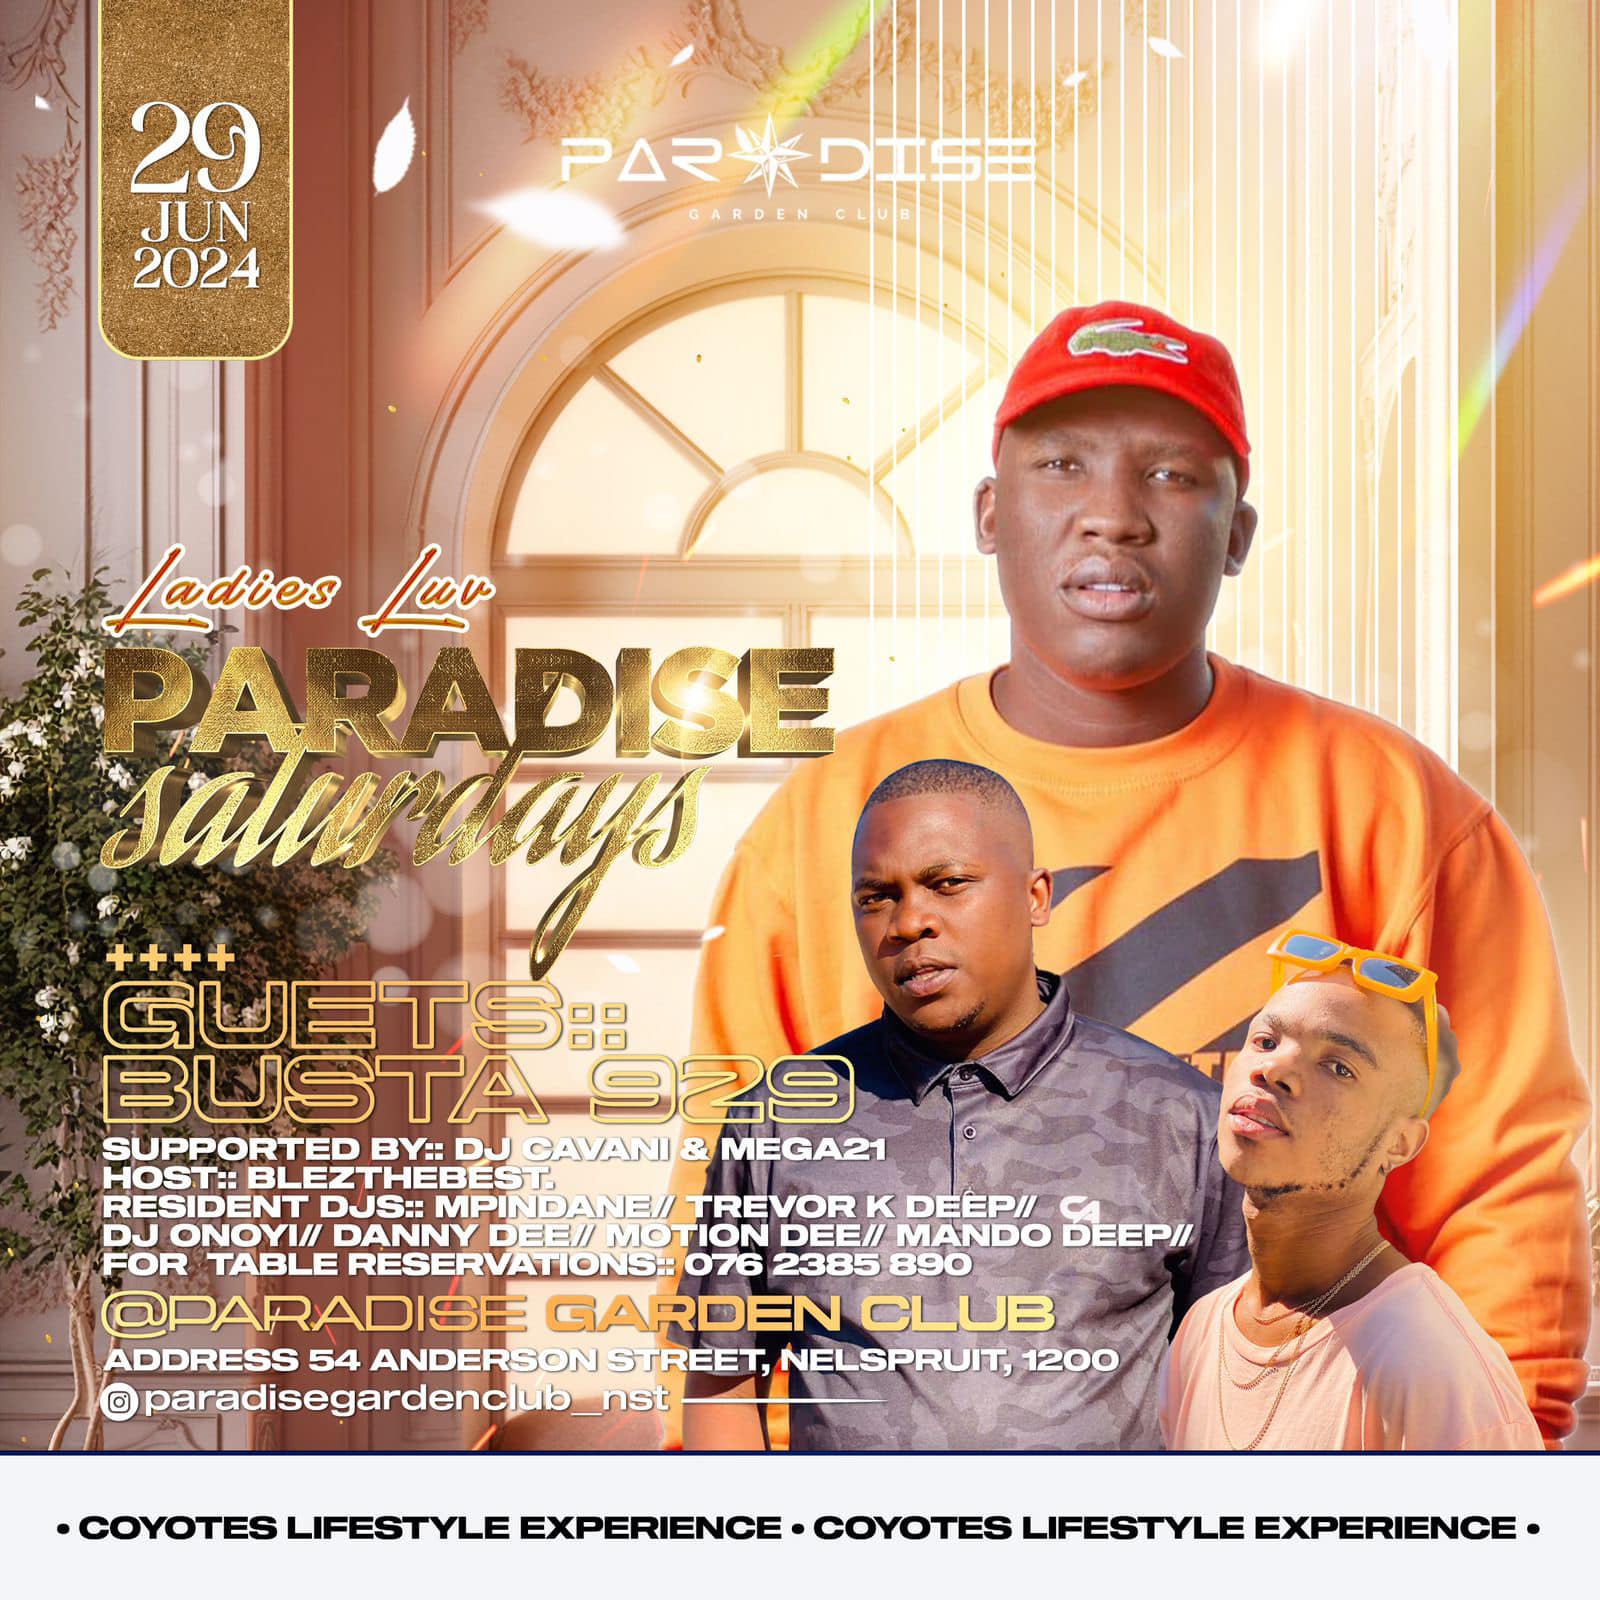 29
JUN
2024
PARADISE
GARDEN CLUB
Ladies Luv
PARADISE
saturdays
++++
GUETS::
BUSTA 929
SUPPORTED BY:: DJ CAVANI & MEGA21
HOST:: BLEZTHEBEST.
RESIDENT DJS:: MPINDANE// TREVOR K DEEP//
DJ ONOYI// DANNY DEE// MOTION DEE// MANDO DEEP//
FOR TABLE RESERVATIONS:: 076 2385 890
@PARADISE GARDEN CLUB
ADDRESS 54 ANDERSON STREET, NELSPRUIT, 1200
paradisegardenclub_nst
• COYOTES LIFESTYLE EXPERIENCE • COYOTES LIFESTYLE EXPERIENCE •